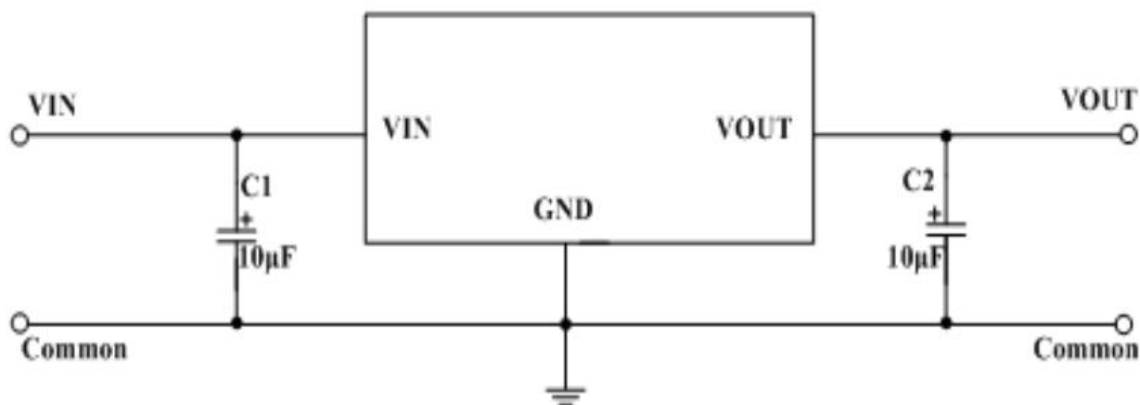 VIN
VOUT
VIN
VOUT
C1
+
10µF
C2
+
10µF
GND
Common
Common